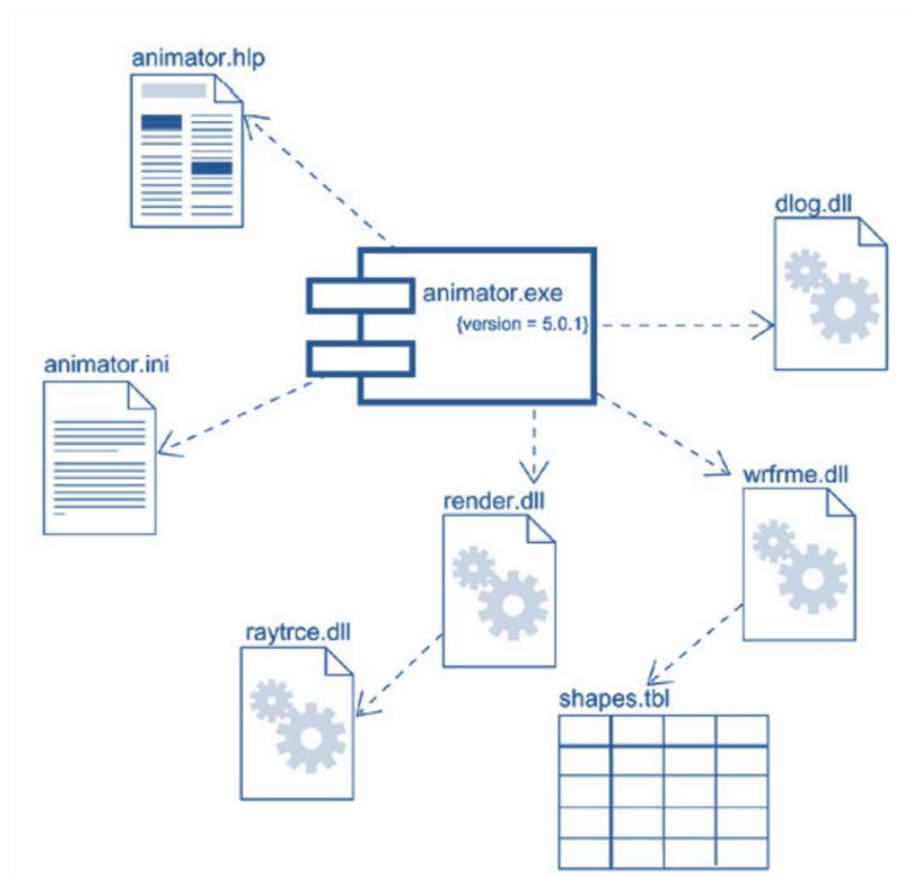 animator.hlp
dlog.dll
animator.exe
{version = 5.0.1}
animator.ini
wrfrme.dll
render.dll
raytrce.dll
shapes.tbl